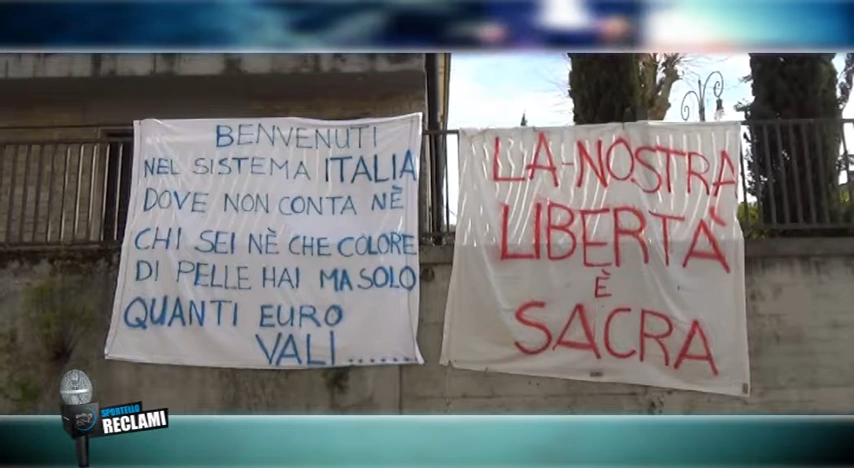 BENVENUTI
NEL SISTEMA ITALIA
DOVE NON CONTA NÈ
CHI SEI NÈ CHE COLORE
DI PELLE HAI MA SOLO
QUANTI EURO
VALI.......
LA-NOSTRA
LIBERTÀ
È
SACRA
SPORTELLO
RECLAMI